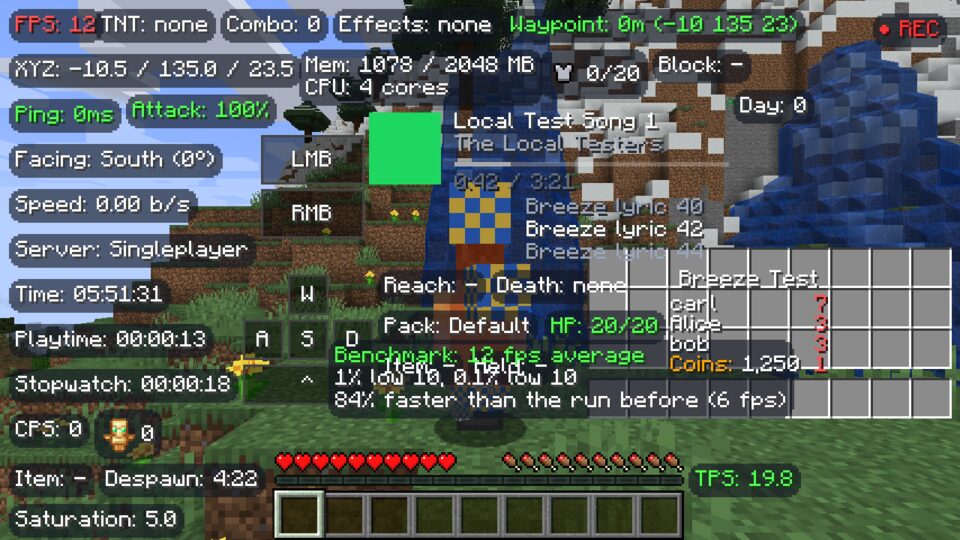 FPS: 12 TNT: none Combo: 0 Effects: none Waypoint: 0m (-10 135 23) REC
XYZ: -10.5 / 135.0 / 23.5 Mem: 1078 / 2048 MB 0/20 Block: -
CPU: 4 cores
Ping: 0ms Attack: 100% Day: 0
Local Test Song 1
The Local Testers
Facing: South (0°) LMB
0:42 / 3:21
Speed: 0.00 b/s RMB
Breeze lyric 40
Breeze lyric 42
Breeze lyric 44
Server: Singleplayer
Reach: - Death: none
Breeze Test
Time: 05:51:31 W
carl 7
Alice 3
bob 3
Coins: 1,250 1
Playtime: 00:00:13 A S D
Pack: Default HP: 20/20
Benchmark: 12 fps average
Item: - Held: -
1% low 10, 0.1% low 10
84% faster than the run before (6 fps)
Stopwatch: 00:00:18 ^
CPS: 0 0
Item: - Despawn: 4:22 TPS: 19.8
Saturation: 5.0